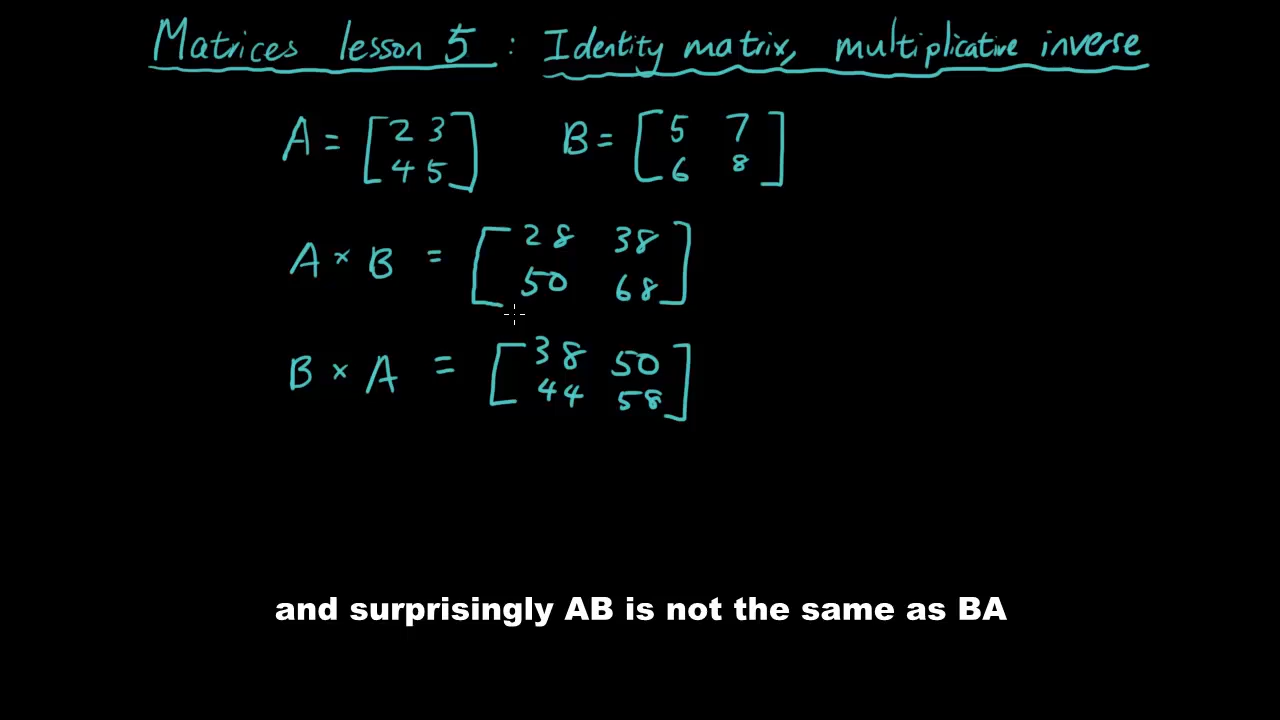 Matrices lesson 5 : Identity matrix, multiplicative inverse
A = [2 3 B = [5 7
4 5] 6 8]
A × B = [28 38
50 68]
B × A = [38 50
44 58]
and surprisingly AB is not the same as BA